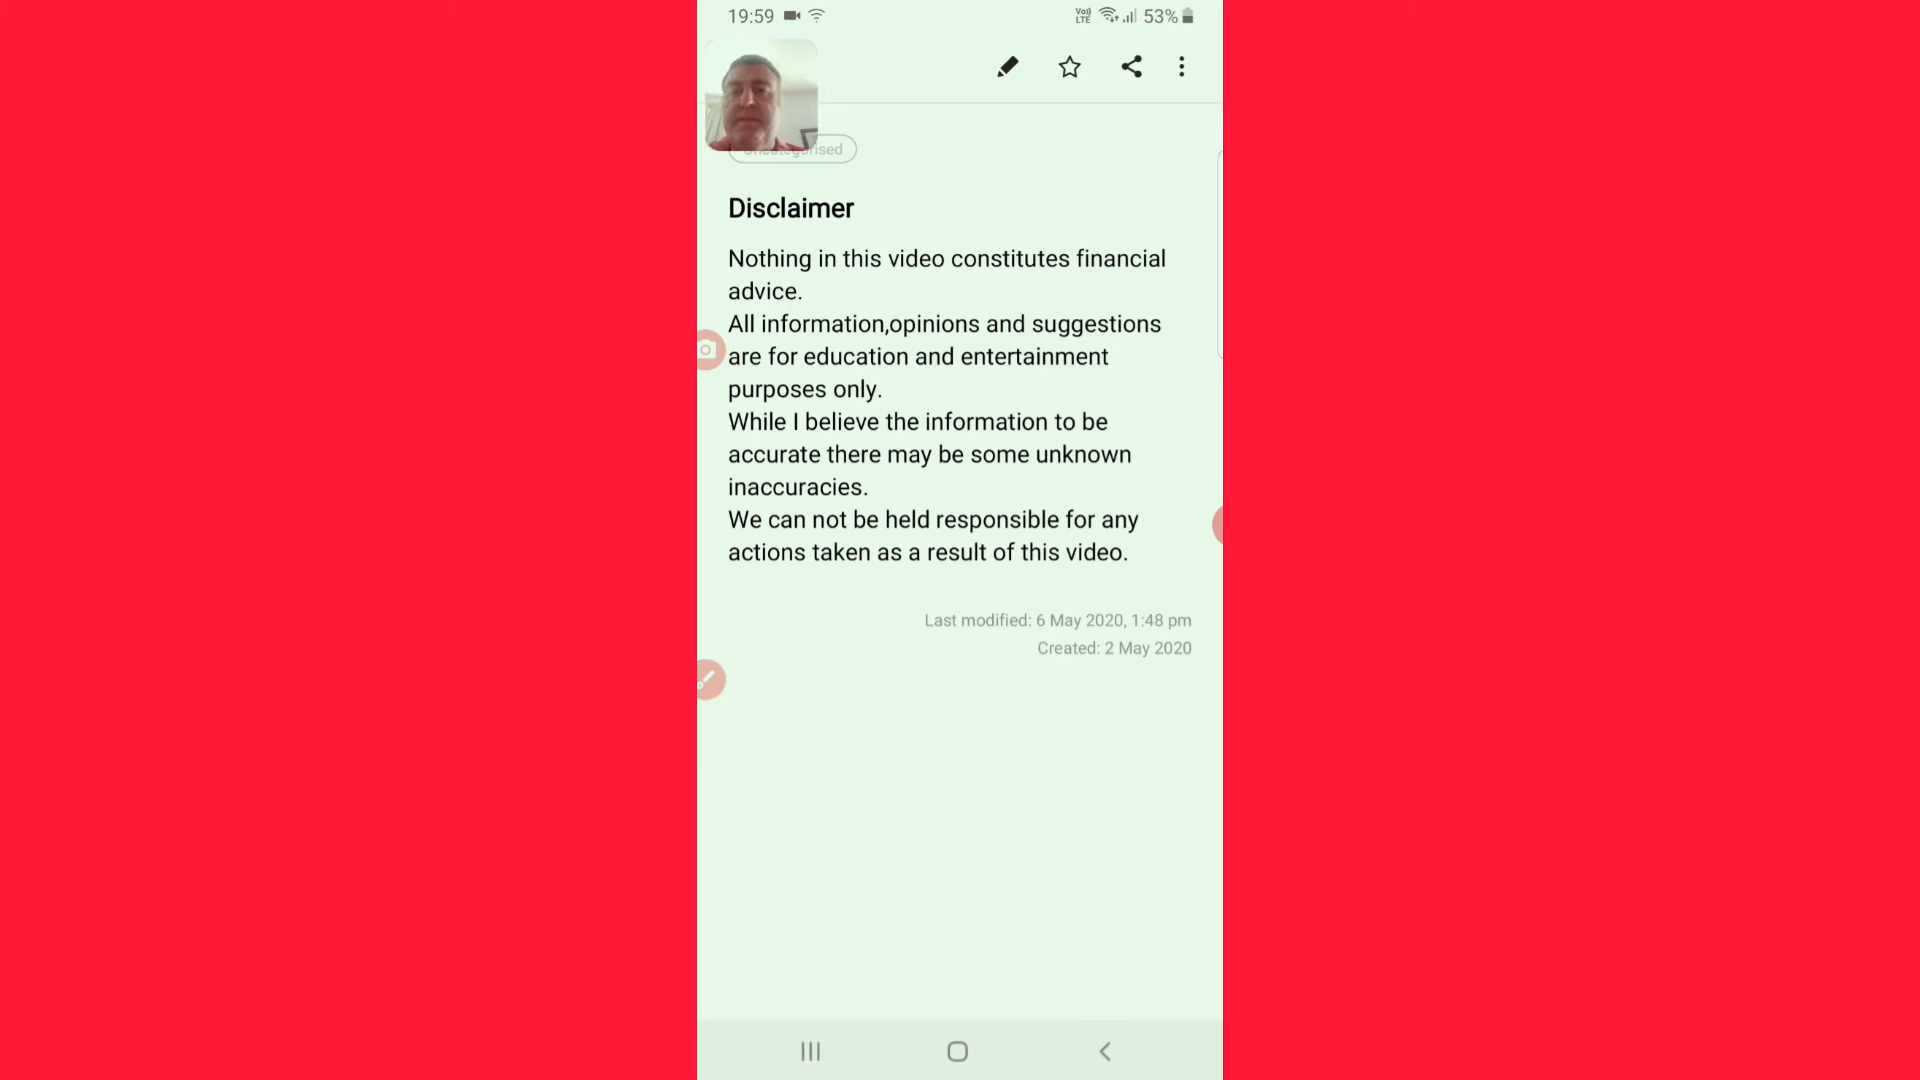 19:59
Vo)) LTE
53%
Uncategorised
Disclaimer
Nothing in this video constitutes financial
advice.
All information,opinions and suggestions
are for education and entertainment
purposes only.
While I believe the information to be
accurate there may be some unknown
inaccuracies.
We can not be held responsible for any
actions taken as a result of this video.
Last modified: 6 May 2020, 1:48 pm
Created: 2 May 2020